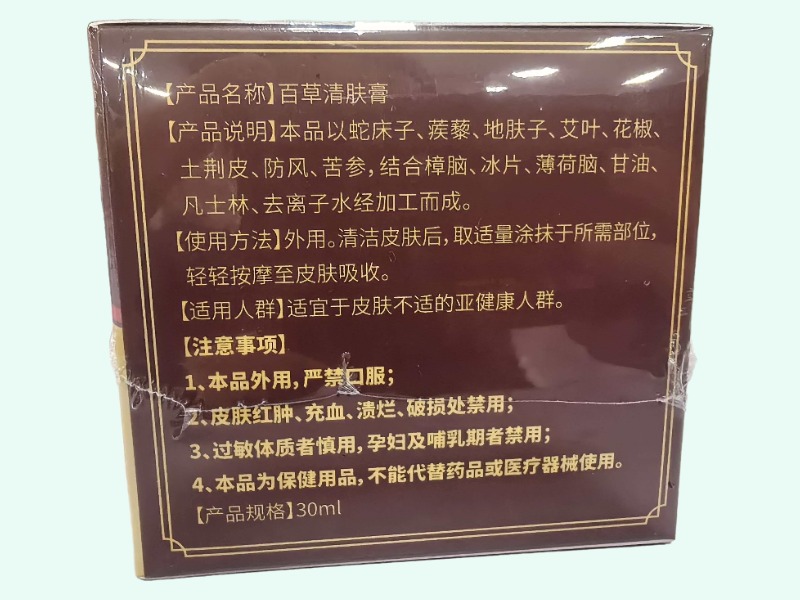 【产品名称】百草清肤膏
【产品说明】本品以蛇床子、蒺藜、地肤子、艾叶、花椒、
土荆皮、防风、苦参，结合樟脑、冰片、薄荷脑、甘油、
凡士林、去离子水经加工而成。
【使用方法】外用。清洁皮肤后，取适量涂抹于所需部位，
轻轻按摩至皮肤吸收。
【适用人群】适宜于皮肤不适的亚健康人群。
【注意事项】
1、本品外用，严禁口服；
2、皮肤红肿、充血、溃烂、破损处禁用；
3、过敏体质者慎用，孕妇及哺乳期者禁用；
4、本品为保健用品，不能代替药品或医疗器械使用。
【产品规格】30ml